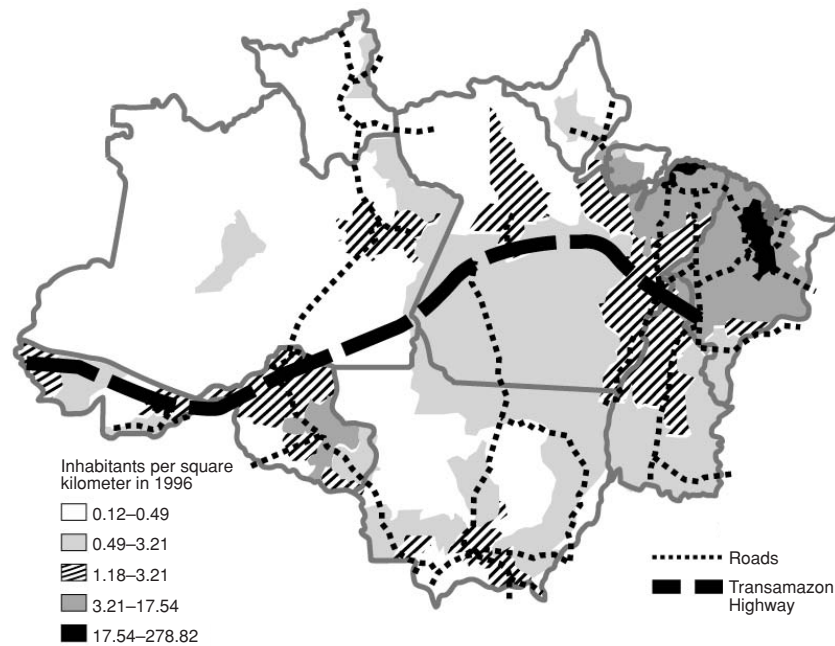 Inhabitants per square
kilometer in 1996
0.12–0.49
0.49–3.21
1.18–3.21
3.21–17.54
17.54–278.82
Roads
Transamazon
Highway